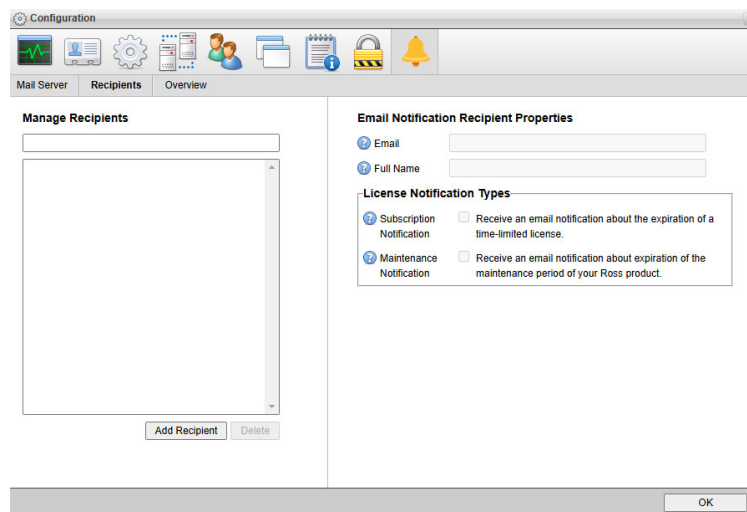 Configuration
Mail Server Recipients Overview
Manage Recipients
Add Recipient Delete
Email Notification Recipient Properties
Email
Full Name
License Notification Types
Subscription
Notification
Receive an email notification about the expiration of a
time-limited license.
Maintenance
Notification
Receive an email notification about expiration of the
maintenance period of your Ross product.
OK